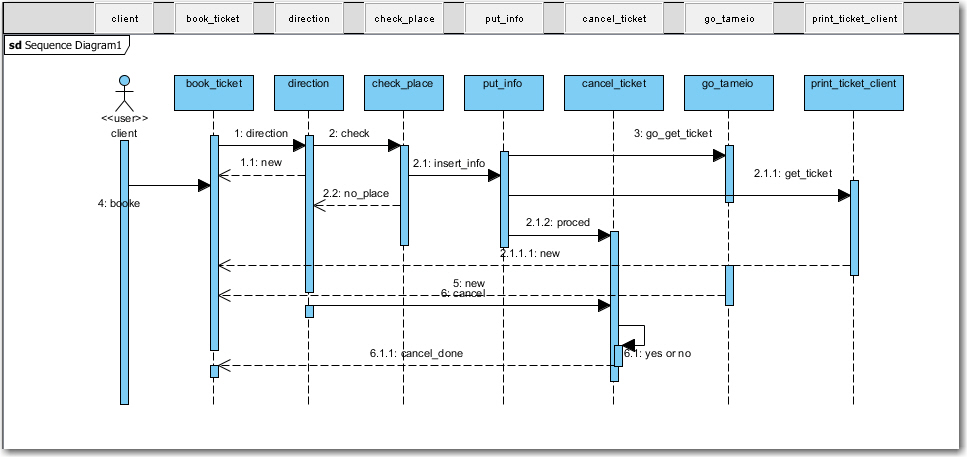 client
book_ticket
direction
check_place
put_info
cancel_ticket
go_tameio
print_ticket_client
sd Sequence Diagram1
book_ticket
direction
check_place
put_info
cancel_ticket
go_tameio
print_ticket_client
<<user>>
client
1: direction
2: check
3: go_get_ticket
1.1: new
2.1: insert_info
2.1.1: get_ticket
4: booke
2.2: no_place
2.1.2: proced
2.1.1.1: new
5: new
6: cancel
6.1.1: cancel_done
6.1: yes or no